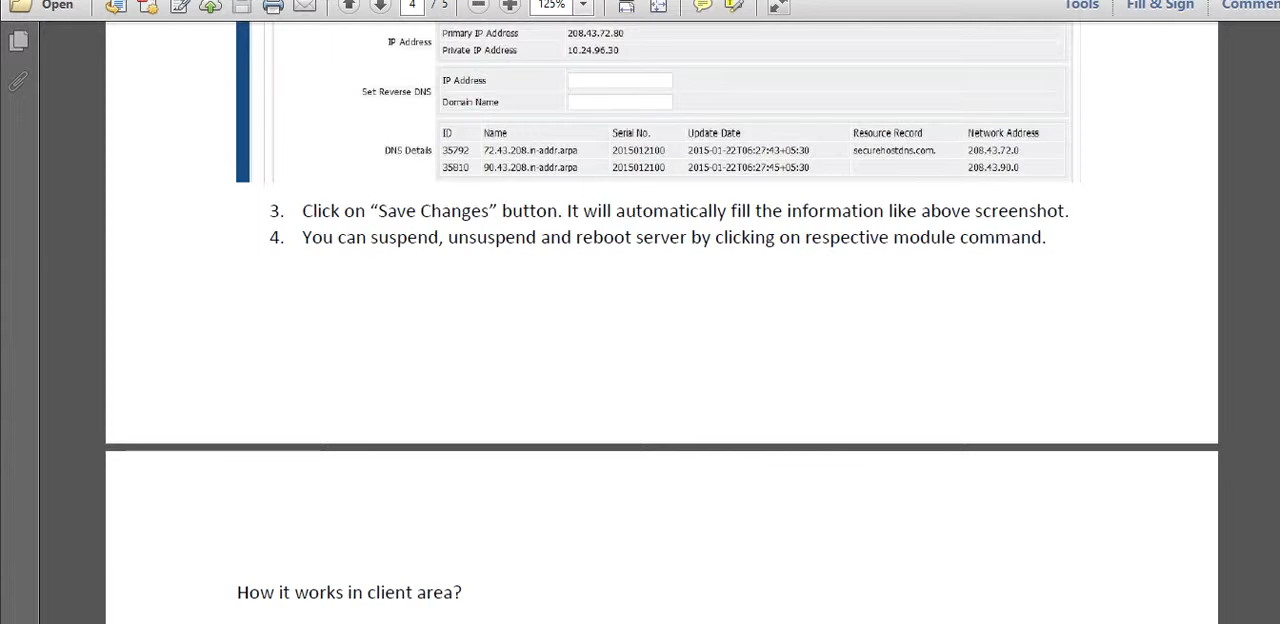 Open 4 / 5 125% Tools Fill & Sign Commen
Primary IP Address 208.43.72.80
IP Address
Private IP Address 10.24.96.30
IP Address
Set Reverse DNS
Domain Name
ID Name Serial No. Update Date Resource Record Network Address
DNS Details 35792 72.43.208.in-addr.arpa 2015012100 2015-01-22T06:27:43+05:30 securehostdns.com. 208.43.72.0
35810 90.43.208.in-addr.arpa 2015012100 2015-01-22T06:27:45+05:30 208.43.90.0
3. Click on “Save Changes” button. It will automatically fill the information like above screenshot.
4. You can suspend, unsuspend and reboot server by clicking on respective module command.
How it works in client area?